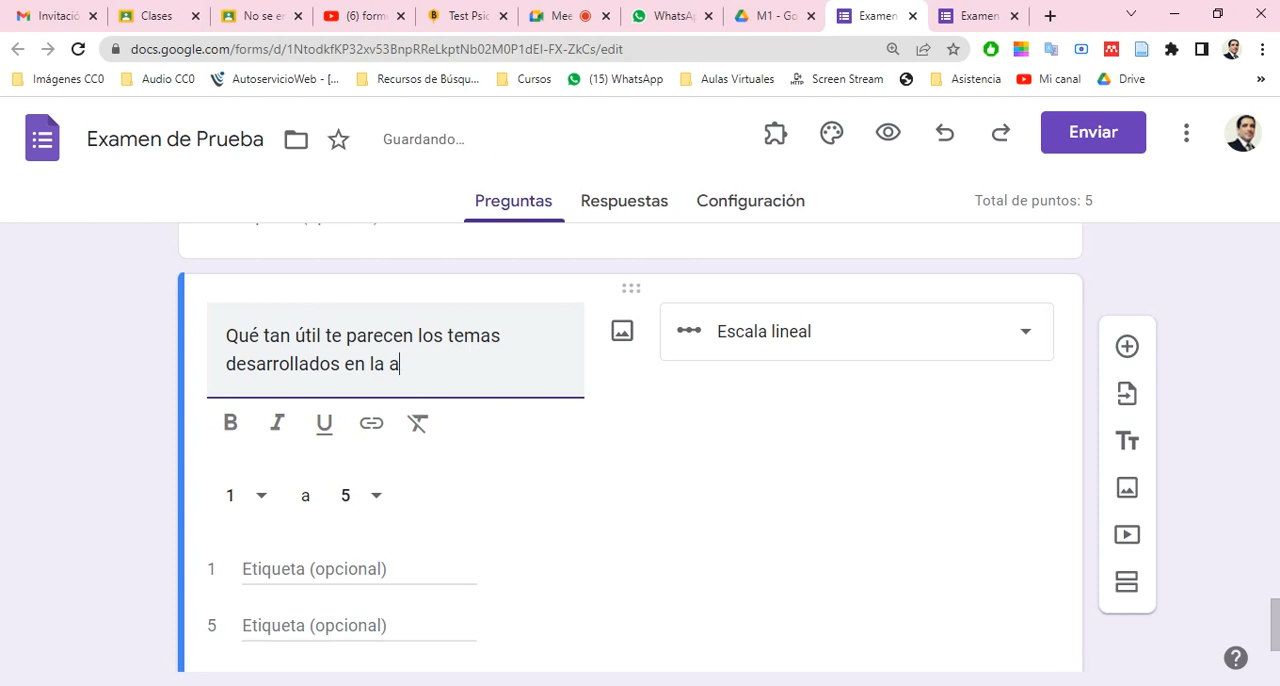 Invitació
Clases
No se er
(6) form
Test Psic
Mee
WhatsA
M1 - Go
Examen
Examen
docs.google.com/forms/d/1NtodkfKP32xv53BnpRReLkptNb02M0P1dEI-FX-ZkCs/edit
Imágenes CC0
Audio CC0
AutoservicioWeb - [...
Recursos de Búsqu...
Cursos
(15) WhatsApp
Aulas Virtuales
Screen Stream
Asistencia
Mi canal
Drive
»
Examen de Prueba
Guardando...
Enviar
Preguntas
Respuestas
Configuración
Total de puntos: 5
Qué tan útil te parecen los temas
desarrollados en la a
Escala lineal
B I U
1 a 5
1 Etiqueta (opcional)
5 Etiqueta (opcional)